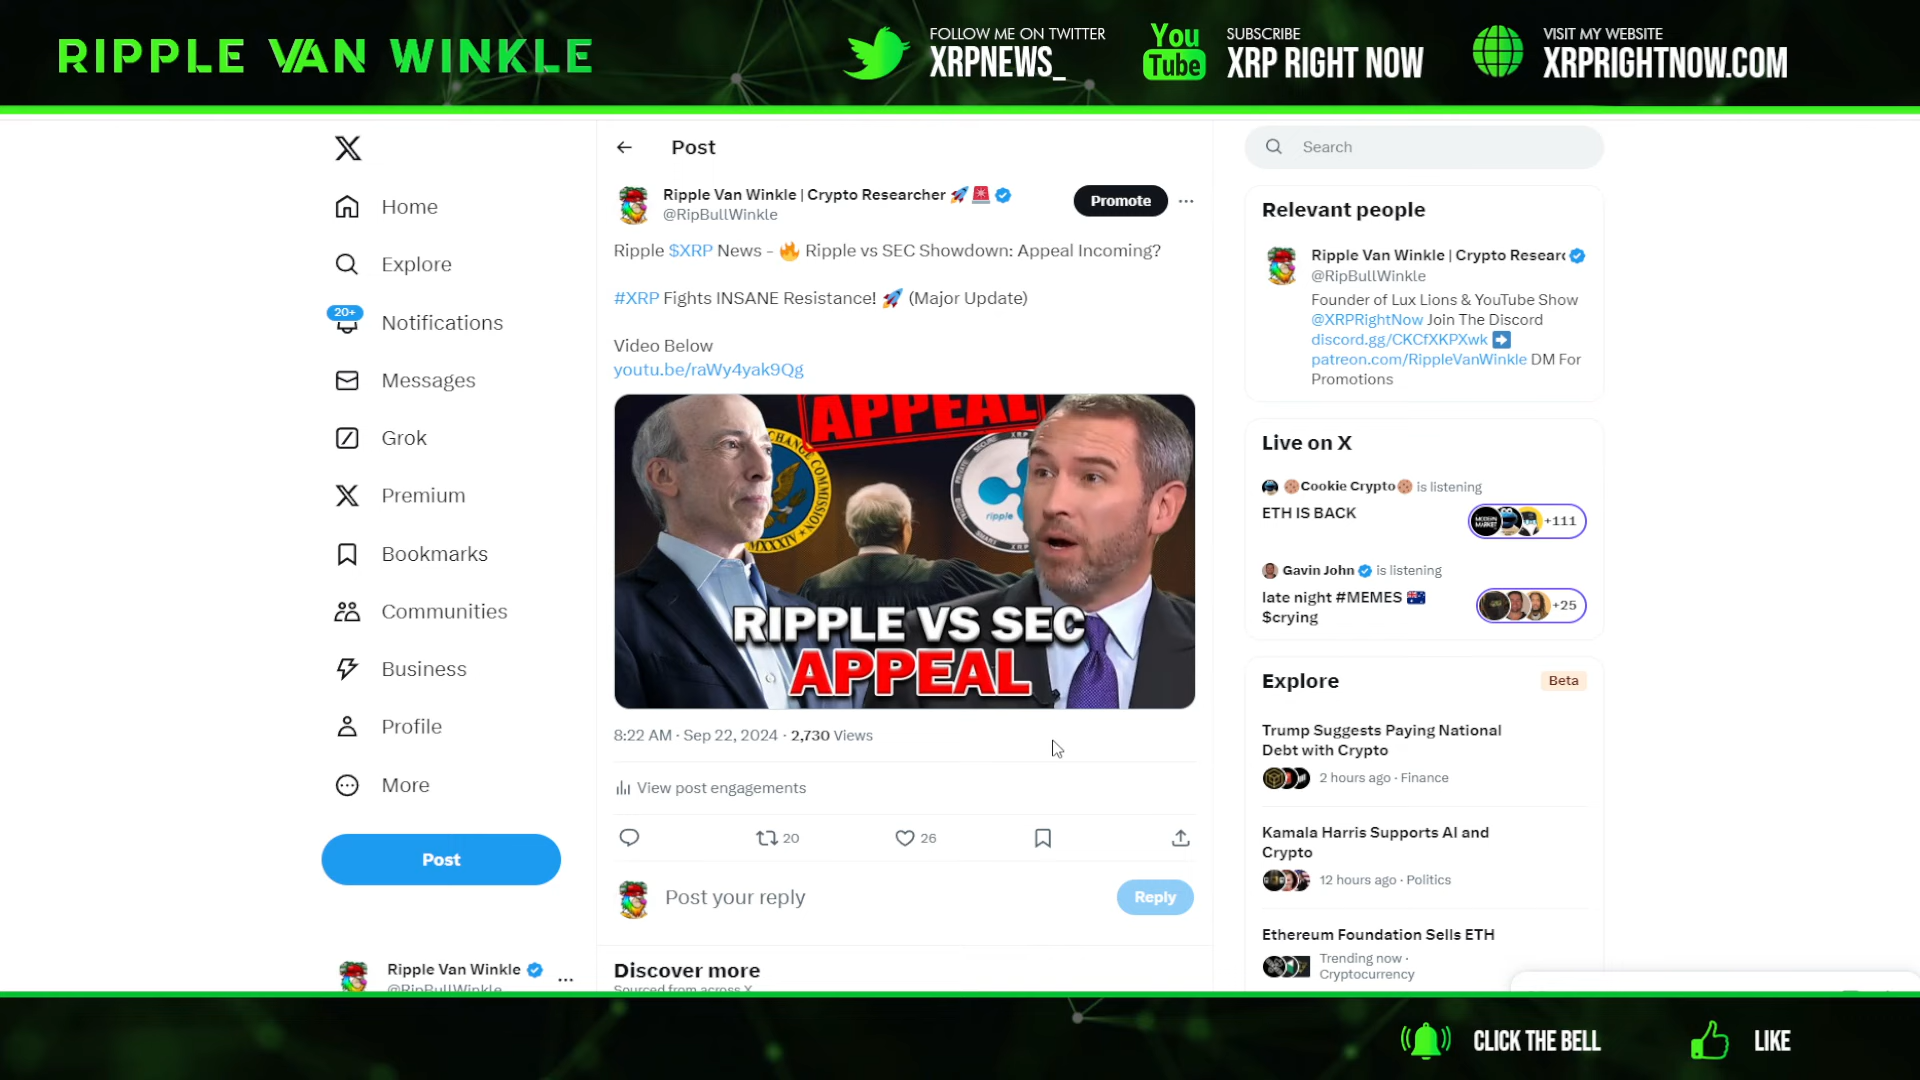 RIPPLE VAN WINKLE
FOLLOW ME ON TWITTER
XRPNEWS_
You
Tube
SUBSCRIBE
XRP RIGHT NOW
VISIT MY WEBSITE
XRPRIGHTNOW.COM
Home
Explore
20+
Notifications
Messages
Grok
Premium
Bookmarks
Communities
Business
Profile
More
Post
Ripple Van Winkle
@RipBullWinkle
Post
Ripple Van Winkle | Crypto Researcher 🚀🚨
@RipBullWinkle
Promote
Ripple $XRP News - 🔥 Ripple vs SEC Showdown: Appeal Incoming?
#XRP Fights INSANE Resistance! 🚀 (Major Update)
Video Below
youtu.be/raWy4yak9Qg
APPEAL
CHANGE COMMISSION
MXXXIV
ripple
RIPPLE VS SEC
APPEAL
8:22 AM · Sep 22, 2024 · 2,730 Views
View post engagements
20
26
Post your reply
Reply
Discover more
Sourced from across X
Search
Relevant people
Ripple Van Winkle | Crypto Researc
@RipBullWinkle
Founder of Lux Lions & YouTube Show
@XRPRightNow Join The Discord
discord.gg/CKCfXKPXwk ➡️
patreon.com/RippleVanWinkle DM For
Promotions
Live on X
🍪Cookie Crypto🍪 is listening
ETH IS BACK
+111
Gavin John is listening
late night #MEMES 🇦🇺
$crying
+25
Explore
Beta
Trump Suggests Paying National
Debt with Crypto
2 hours ago · Finance
Kamala Harris Supports AI and
Crypto
12 hours ago · Politics
Ethereum Foundation Sells ETH
Trending now ·
Cryptocurrency
CLICK THE BELL
LIKE